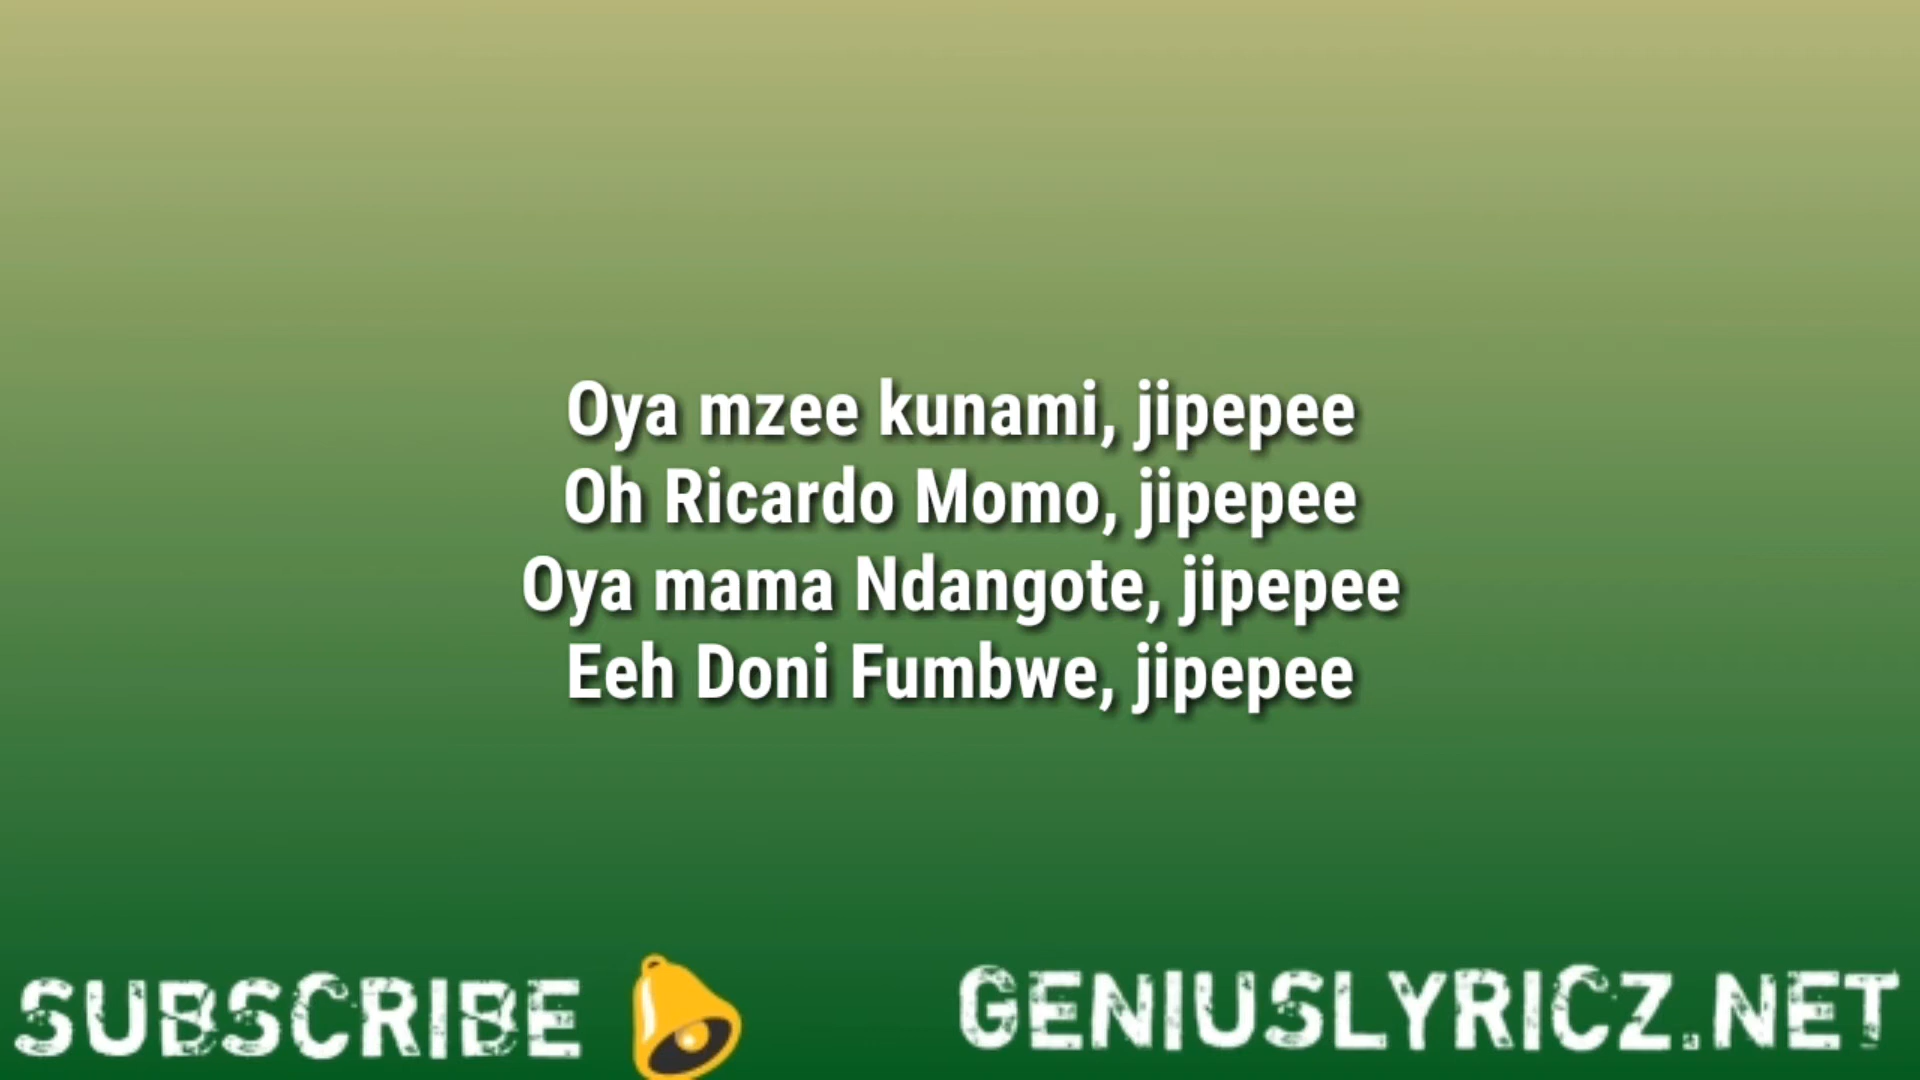 Oya mzee kunami, jipepee
Oh Ricardo Momo, jipepee
Oya mama Ndangote, jipepee
Eeh Doni Fumbwe, jipepee
SUBSCRIBE
GENIUSLYRICZ.NET